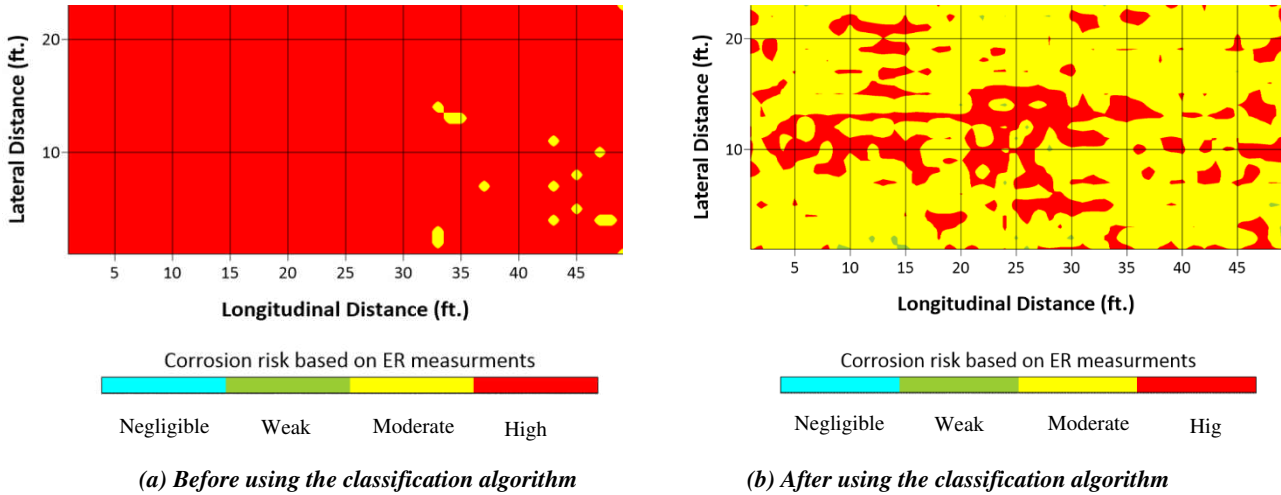 Lateral Distance (ft.)
20
10
5 10 15 20 25 30 35 40 45
Longitudinal Distance (ft.)
Corrosion risk based on ER measurments
Negligible Weak Moderate High
(a) Before using the classification algorithm
Lateral Distance (ft.)
20
10
5 10 15 20 25 30 35 40 45
Longitudinal Distance (ft.)
Corrosion risk based on ER measurments
Negligible Weak Moderate Hig
(b) After using the classification algorithm